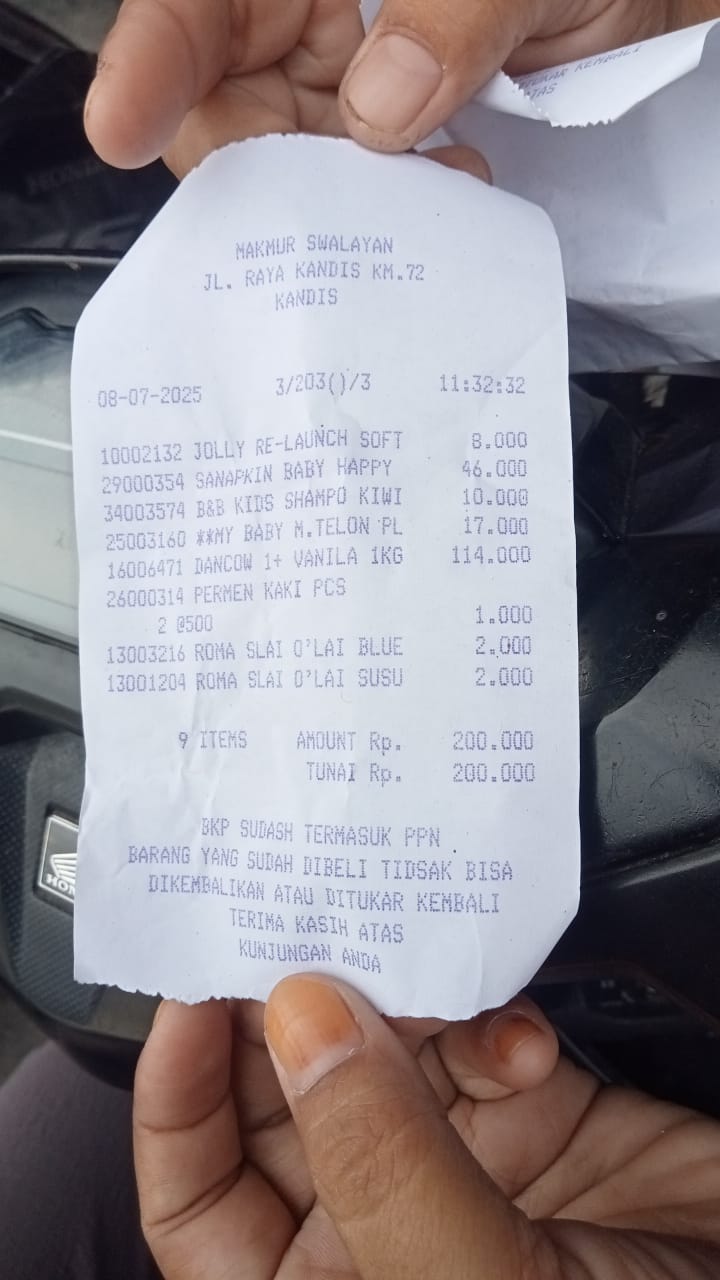 TUKAR KEMBALI
TAS
MAKMUR SWALAYAN
JL. RAYA KANDIS KM.72
KANDIS
08-07-2025 3/203()/3 11:32:32
10002132 JOLLY RE-LAUNCH SOFT 8.000
29000354 SANAPKIN BABY HAPPY 46.000
34003574 B&B KIDS SHAMPO KIWI 10.000
25003160 **MY BABY M.TELON PL 17.000
16006471 DANCOW 1+ VANILA 1KG 114.000
26000314 PERMEN KAKI PCS
2 @500 1.000
13003216 ROMA SLAI O'LAI BLUE 2.000
13001204 ROMA SLAI O'LAI SUSU 2.000
9 ITEMS AMOUNT Rp. 200.000
TUNAI Rp. 200.000
BKP SUDASH TERMASUK PPN
BARANG YANG SUDAH DIBELI TIDSAK BISA
DIKEMBALIKAN ATAU DITUKAR KEMBALI
TERIMA KASIH ATAS
KUNJUNGAN ANDA